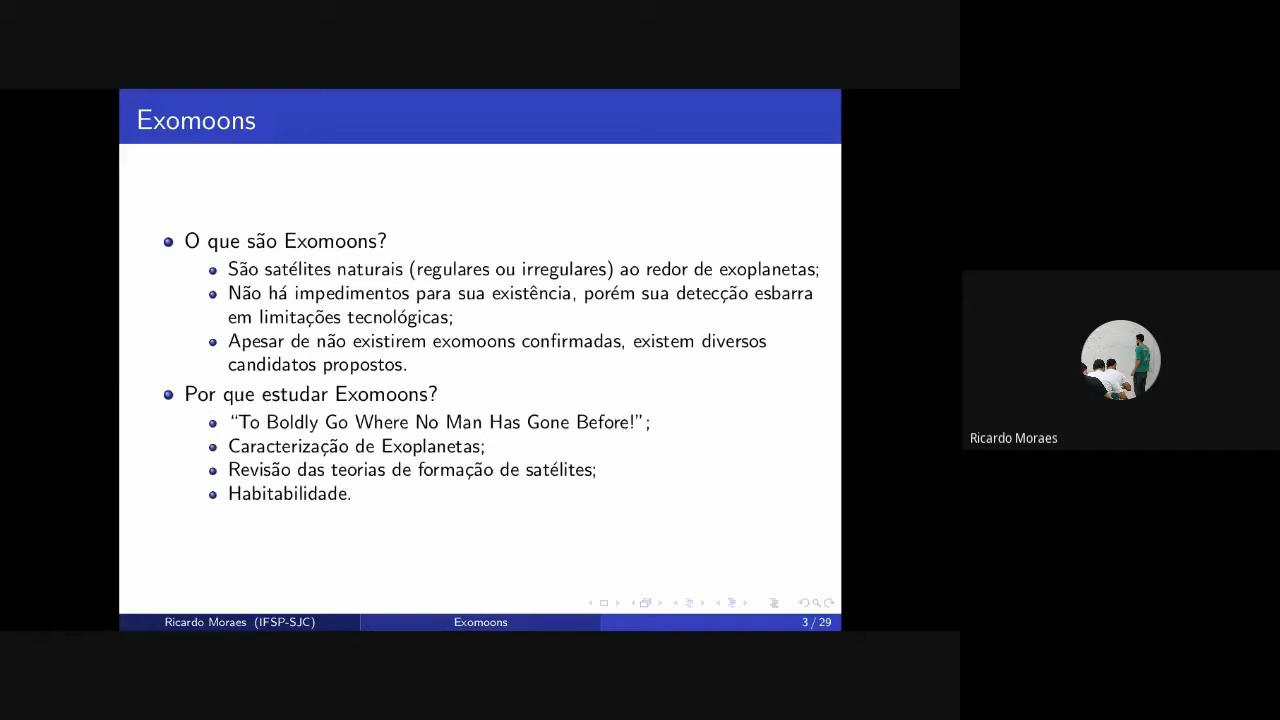 Exomoons
O que são Exomoons?
São satélites naturais (regulares ou irregulares) ao redor de exoplanetas;
Não há impedimentos para sua existência, porém sua detecção esbarra
em limitações tecnológicas;
Apesar de não existirem exomoons confirmadas, existem diversos
candidatos propostos.
Por que estudar Exomoons?
“To Boldly Go Where No Man Has Gone Before!”;
Caracterização de Exoplanetas;
Revisão das teorias de formação de satélites;
Habitabilidade.
Ricardo Moraes (IFSP-SJC)
Exomoons
3 / 29
Ricardo Moraes